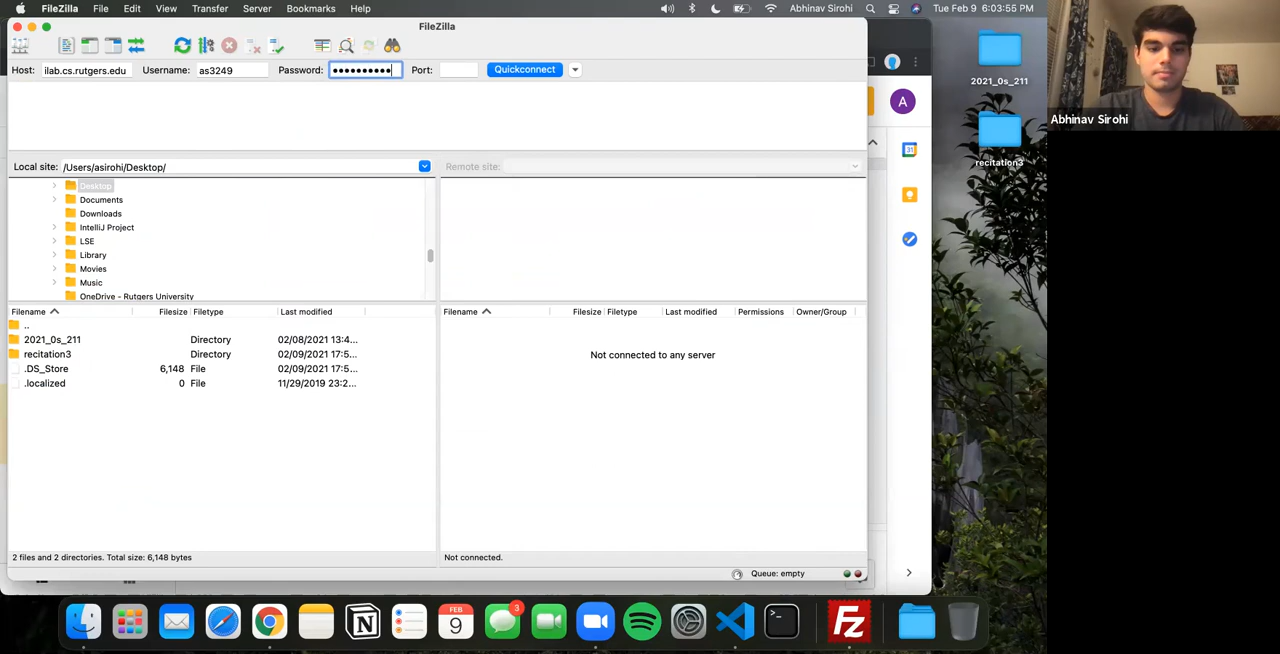 FileZilla File Edit View Transfer Server Bookmarks Help Abhinav Sirohi Tue Feb 9 6:03:55 PM
FileZilla
Host: ilab.cs.rutgers.edu Username: as3249 Password: •••••••••• Port: Quickconnect
Local site: /Users/asirohi/Desktop/
Desktop
Documents
Downloads
IntelliJ Project
LSE
Library
Movies
Music
OneDrive - Rutgers University
Filename Filesize Filetype Last modified
..
2021_0s_211 Directory 02/08/2021 13:4...
recitation3 Directory 02/09/2021 17:5...
.DS_Store 6,148 File 02/09/2021 17:5...
.localized 0 File 11/29/2019 23:2...
2 files and 2 directories. Total size: 6,148 bytes
Remote site:
Filename Filesize Filetype Last modified Permissions Owner/Group
Not connected to any server
Not connected.
Queue: empty
A
31
2021_0s_211
recitation3
Abhinav Sirohi
FEB
9
3
Fz